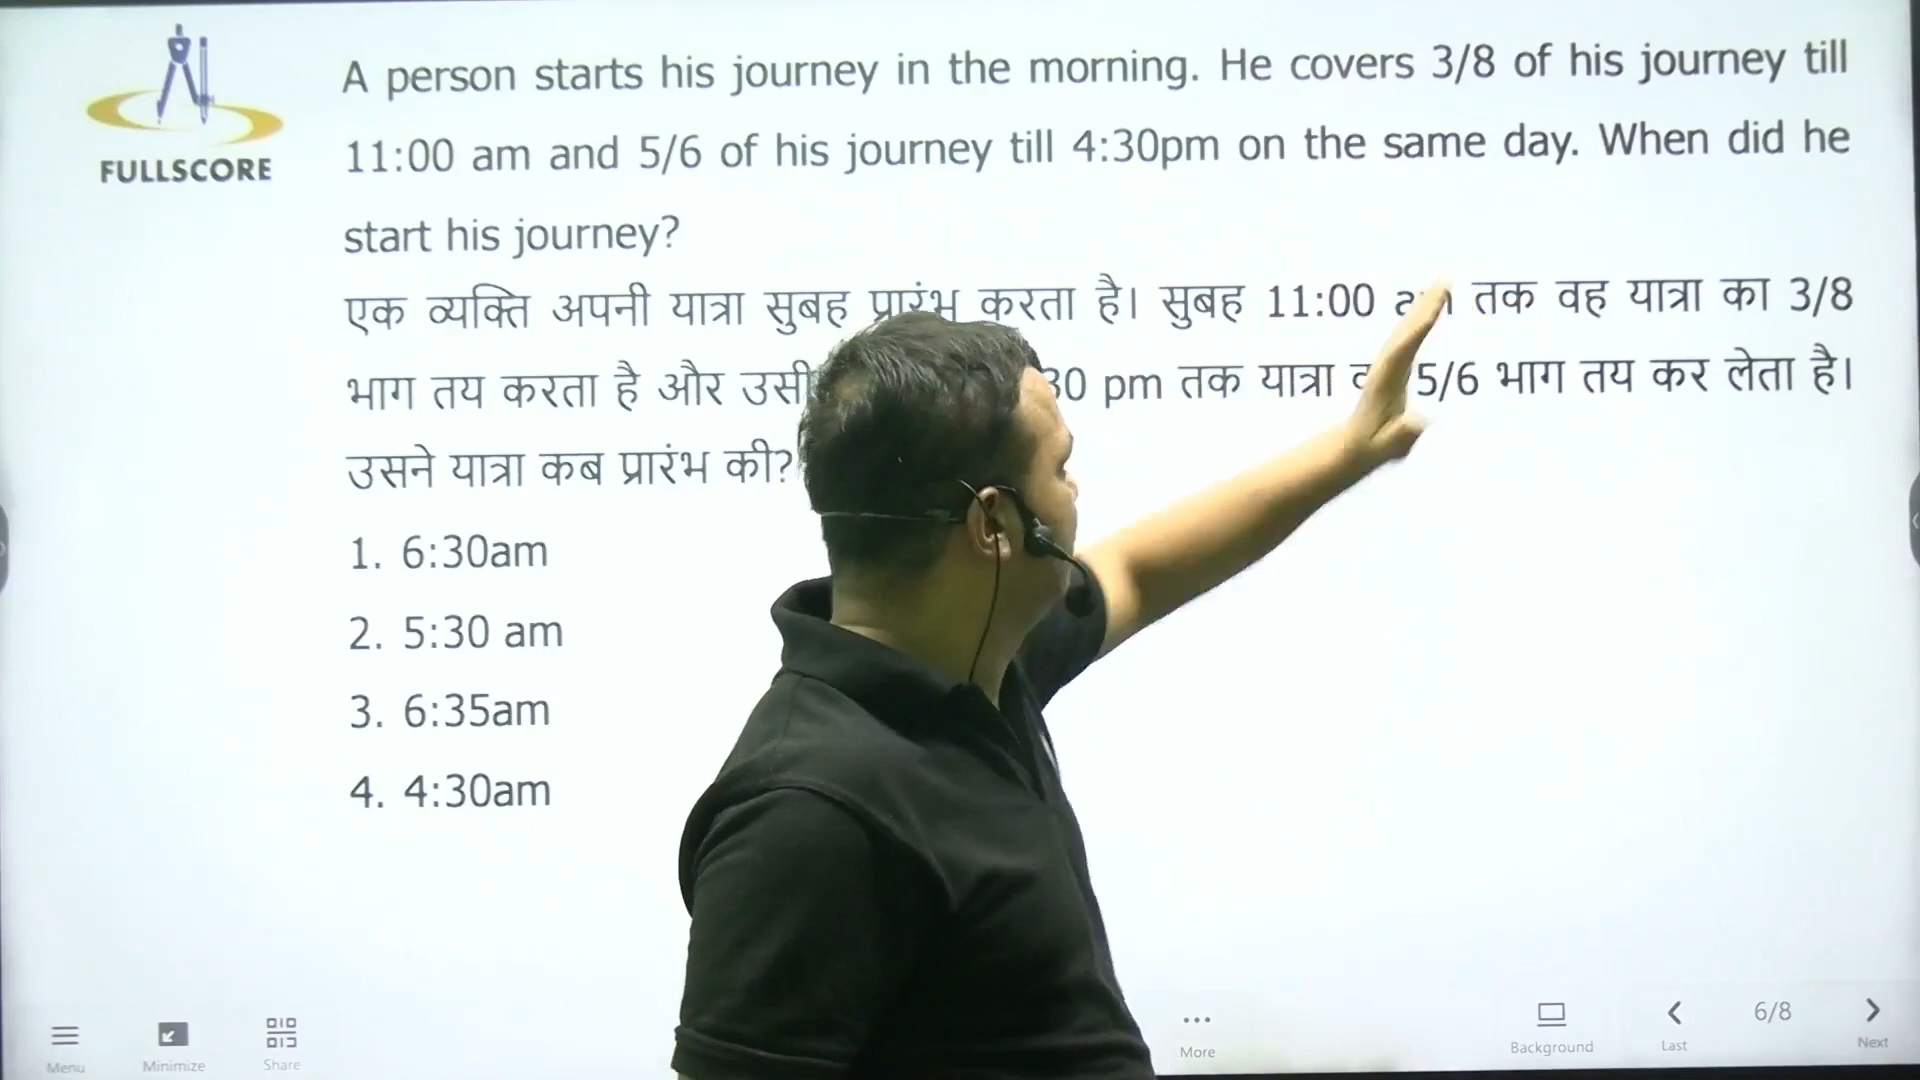 FULLSCORE
A person starts his journey in the morning. He covers 3/8 of his journey till
11:00 am and 5/6 of his journey till 4:30pm on the same day. When did he
start his journey?
एक व्यक्ति अपनी यात्रा सुबह प्रारंभ करता है। सुबह 11:00 तक वह यात्रा का 3/8
भाग तय करता है और उसी 30 pm तक यात्रा 5/6 भाग तय कर लेता है।
उसने यात्रा कब प्रारंभ की?
1. 6:30am
2. 5:30 am
3. 6:35am
4. 4:30am
Menu
Minimize
Share
More
Background
Last
6/8
Next